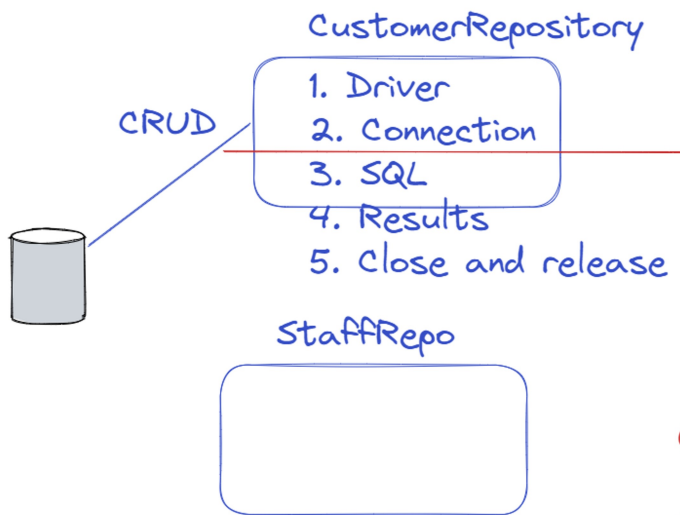 CustomerRepository
1. Driver
CRUD
2. Connection
3. SQL
4. Results
5. Close and release
StaffRepo